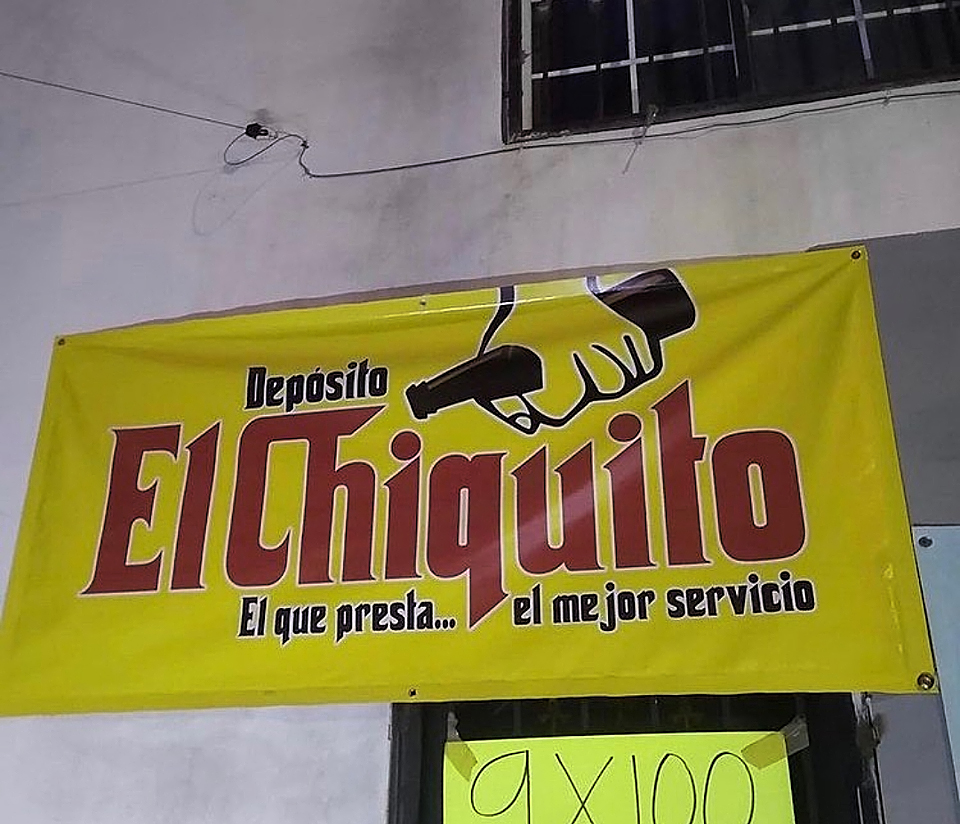 Depósito
El Chiquito
El que presta... el mejor servicio
9 X 100